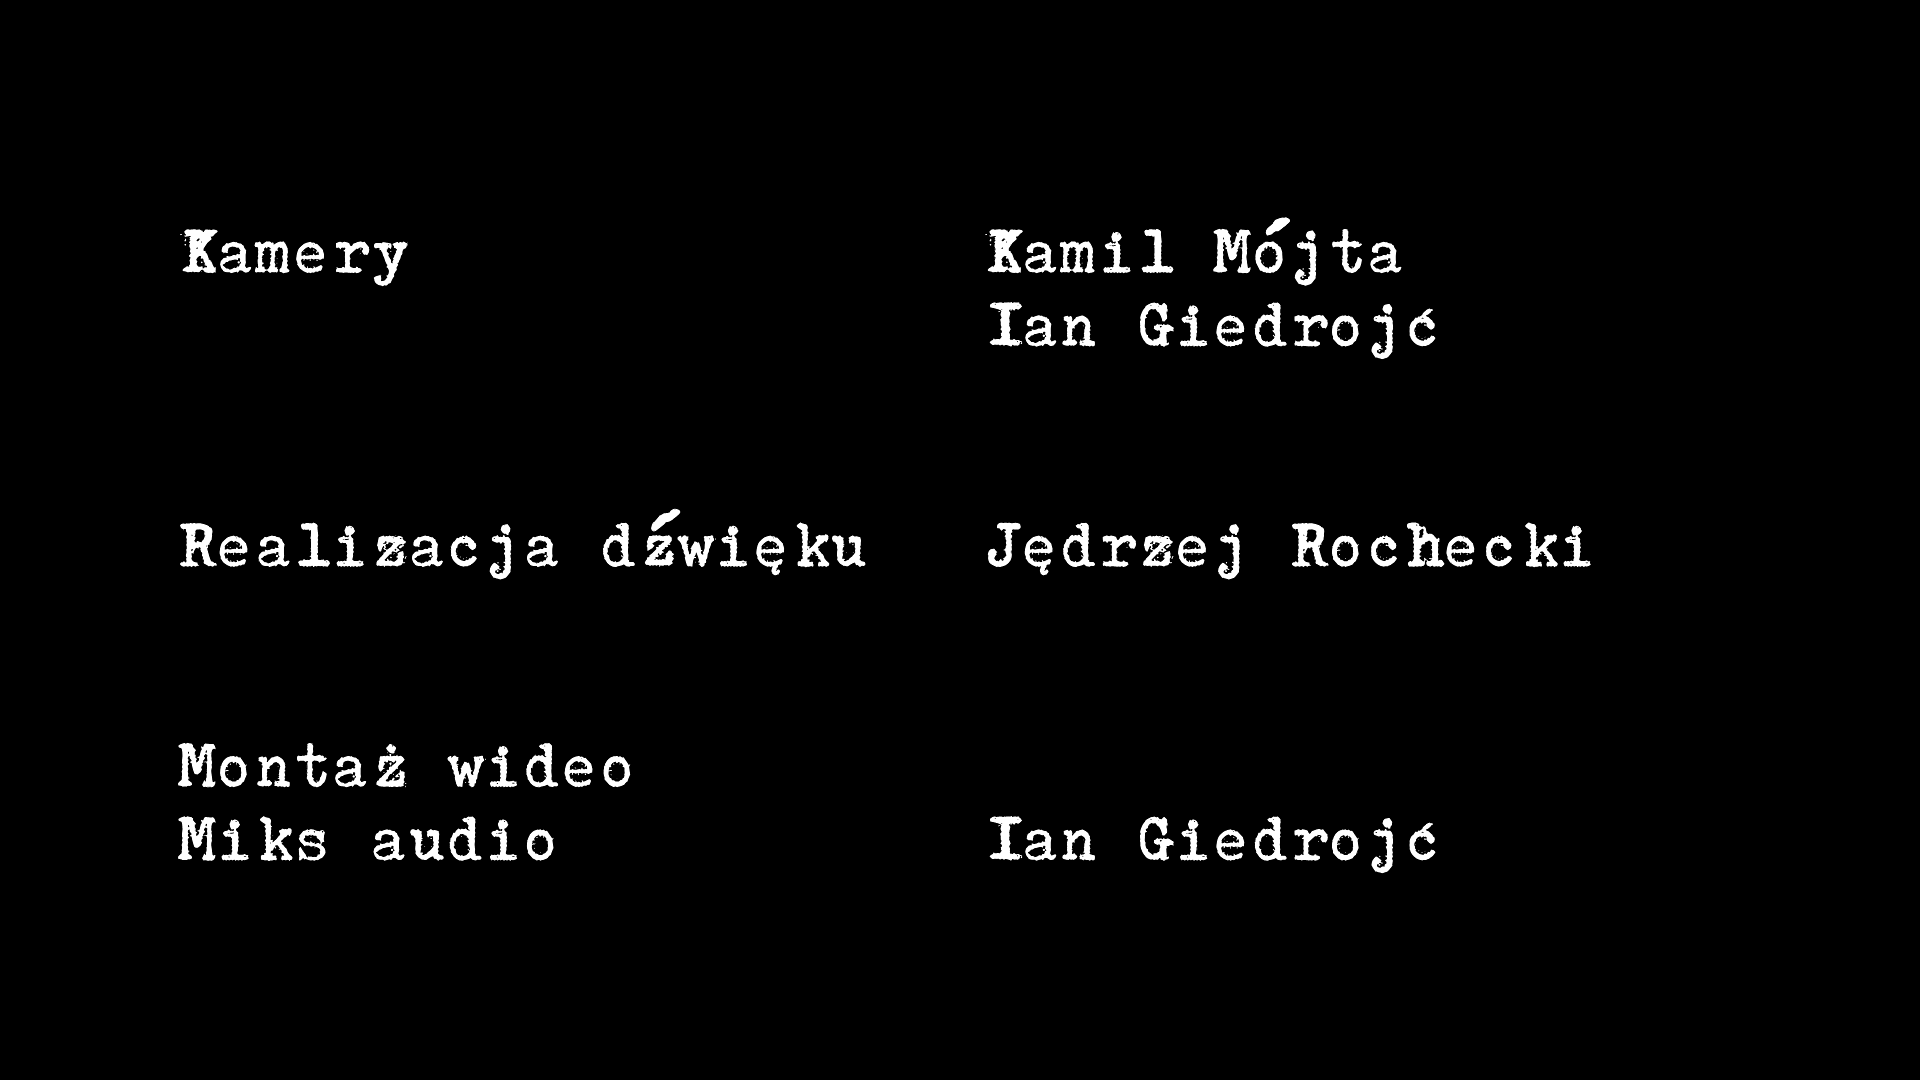 Kamery Kamil Mójta
Ian Giedrojć
Realizacja dźwięku Jędrzej Rochecki
Montaż wideo
Miks audio Ian Giedrojć